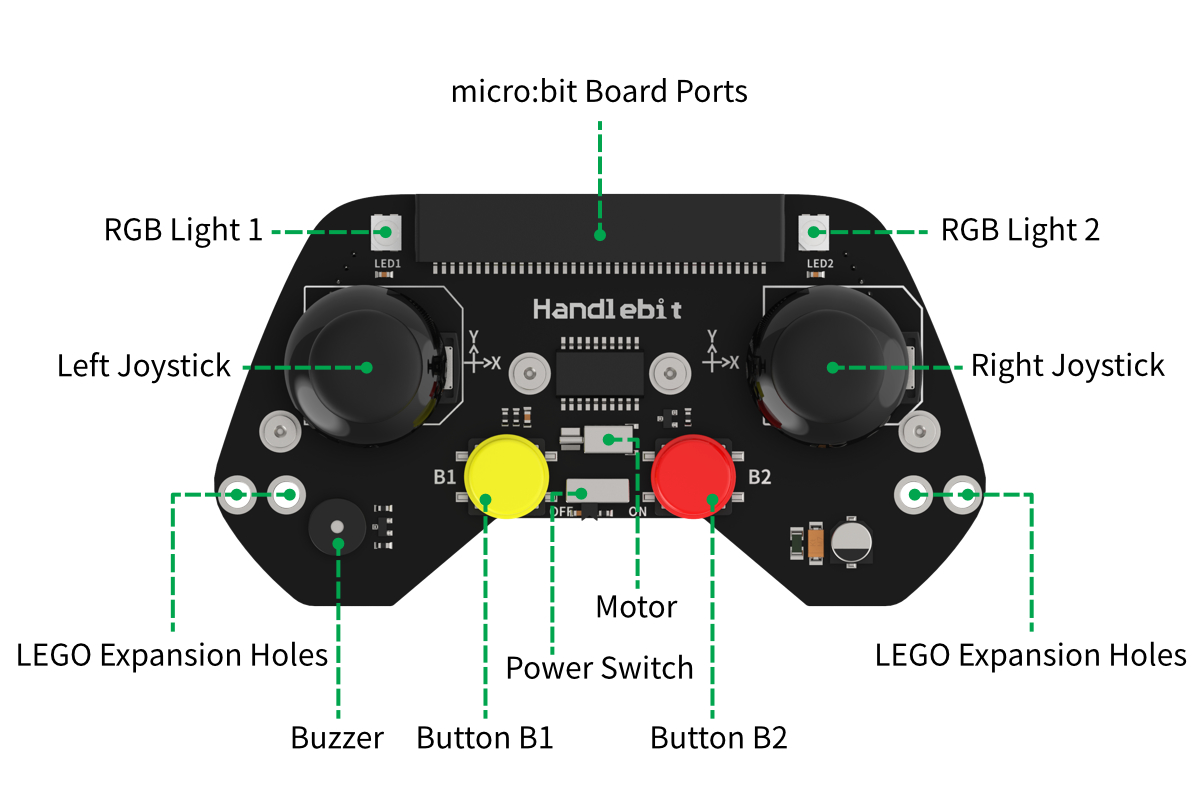 micro:bit Board Ports
RGB Light 1
RGB Light 2
LED1
LED2
Handlebit
Y
X
Y
X
Left Joystick
Right Joystick
B1
B2
OFF
ON
Motor
LEGO Expansion Holes
LEGO Expansion Holes
Power Switch
Buzzer
Button B1
Button B2